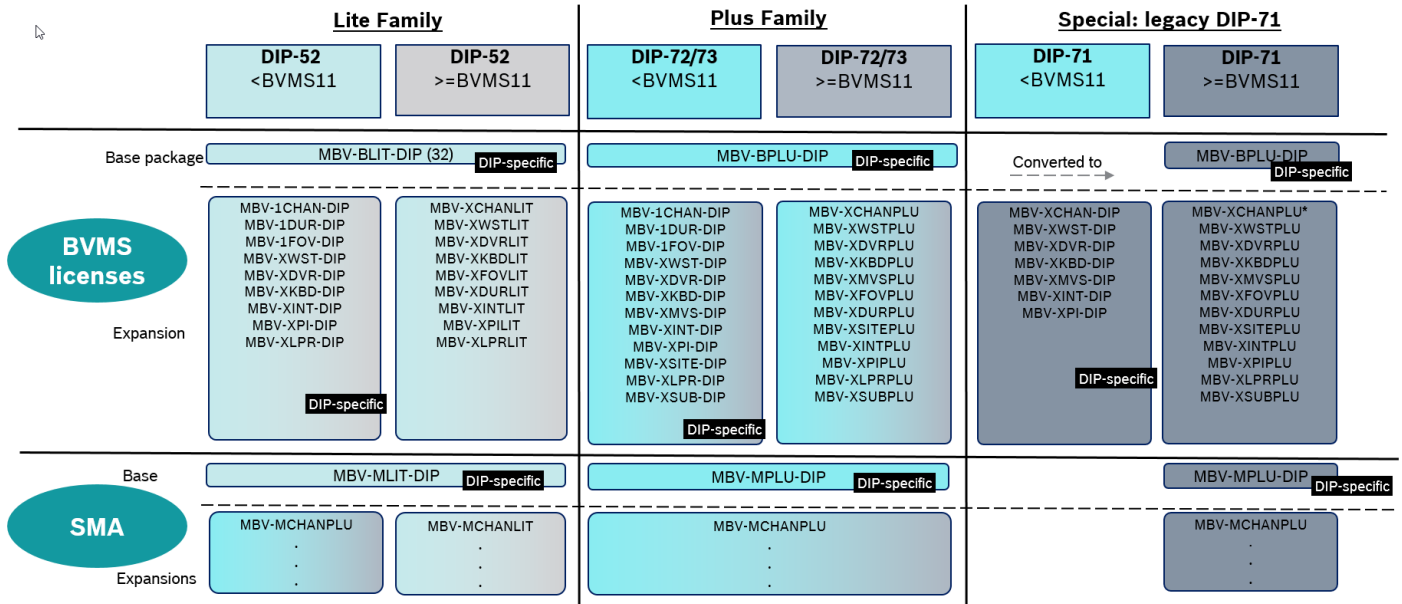 Lite Family
Plus Family
Special: legacy DIP-71
DIP-52
<BVMS11
DIP-52
>=BVMS11
DIP-72/73
<BVMS11
DIP-72/73
>=BVMS11
DIP-71
<BVMS11
DIP-71
>=BVMS11
Base package
MBV-BLIT-DIP (32)
DIP-specific
MBV-BPLU-DIP
DIP-specific
Converted to
MBV-BPLU-DIP
DIP-specific
BVMS
licenses
Expansion
MBV-1CHAN-DIP
MBV-1DUR-DIP
MBV-1FOV-DIP
MBV-XWST-DIP
MBV-XDVR-DIP
MBV-XKBD-DIP
MBV-XINT-DIP
MBV-XPI-DIP
MBV-XLPR-DIP
DIP-specific
MBV-XCHANLIT
MBV-XWSTLIT
MBV-XDVRLIT
MBV-XKBDLIT
MBV-XFOVLIT
MBV-XDURLIT
MBV-XINTLIT
MBV-XPILIT
MBV-XLPRLIT
MBV-1CHAN-DIP
MBV-1DUR-DIP
MBV-1FOV-DIP
MBV-XWST-DIP
MBV-XDVR-DIP
MBV-XKBD-DIP
MBV-XMVS-DIP
MBV-XINT-DIP
MBV-XPI-DIP
MBV-XSITE-DIP
MBV-XLPR-DIP
MBV-XSUB-DIP
DIP-specific
MBV-XCHANPLU
MBV-XWSTPLU
MBV-XDVRPLU
MBV-XKBDPLU
MBV-XMVSPLU
MBV-XFOVPLU
MBV-XDURPLU
MBV-XSITEPLU
MBV-XINTPLU
MBV-XPIPLU
MBV-XLPRPLU
MBV-XSUBPLU
MBV-XCHAN-DIP
MBV-XWST-DIP
MBV-XDVR-DIP
MBV-XKBD-DIP
MBV-XMVS-DIP
MBV-XINT-DIP
MBV-XPI-DIP
DIP-specific
MBV-XCHANPLU*
MBV-XWSTPLU
MBV-XDVRPLU
MBV-XKBDPLU
MBV-XMVSPLU
MBV-XFOVPLU
MBV-XDURPLU
MBV-XSITEPLU
MBV-XINTPLU
MBV-XPIPLU
MBV-XLPRPLU
MBV-XSUBPLU
Base
MBV-MLIT-DIP
DIP-specific
MBV-MPLU-DIP
DIP-specific
MBV-MPLU-DIP
DIP-specific
SMA
Expansions
MBV-MCHANPLU
.
.
.
MBV-MCHANLIT
.
.
.
MBV-MCHANPLU
.
.
.
MBV-MCHANPLU
.
.
.